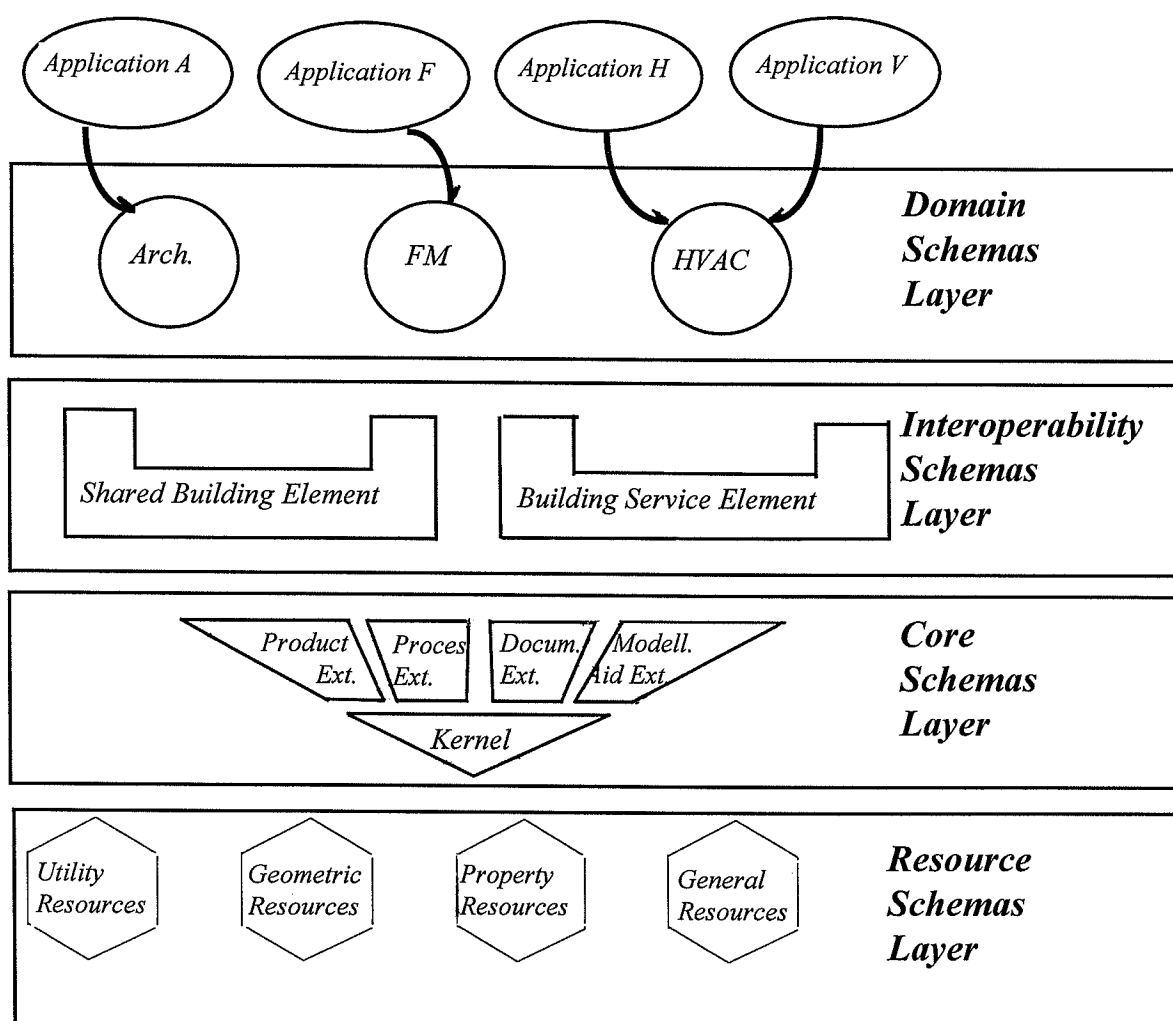 Application A
Application F
Application H
Application V
Arch.
FM
HVAC
Domain
Schemas
Layer
Shared Building Element
Building Service Element
Interoperability
Schemas
Layer
Product
Ext.
Proces
Ext.
Docum.
Ext.
Modell.
Aid Ext.
Kernel
Core
Schemas
Layer
Utility
Resources
Geometric
Resources
Property
Resources
General
Resources
Resource
Schemas
Layer